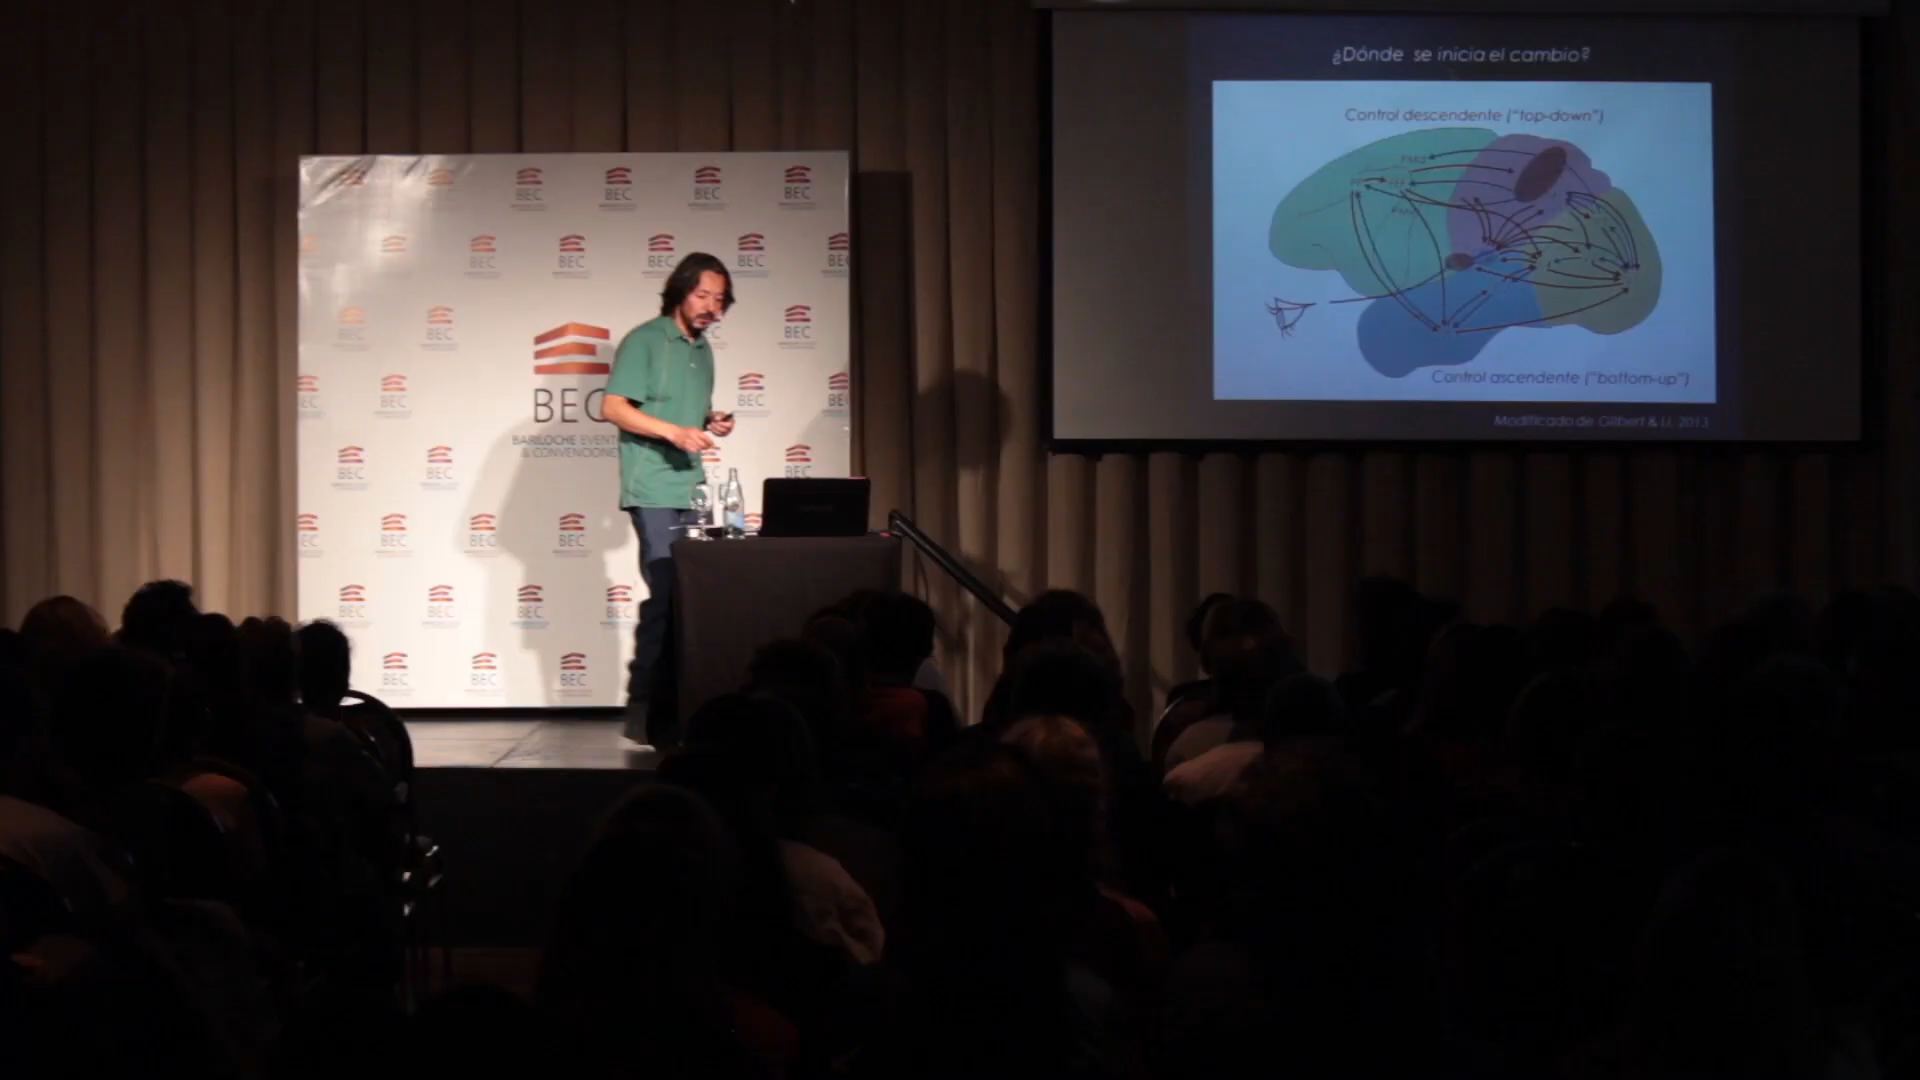 ¿Dónde se inicia el cambio?
Control descendente ("top-down")
Control ascendente ("bottom-up")
Modificado de Gilbert & Li, 2013
BEC
BARILOCHE EVENT
& CONVENCIONE